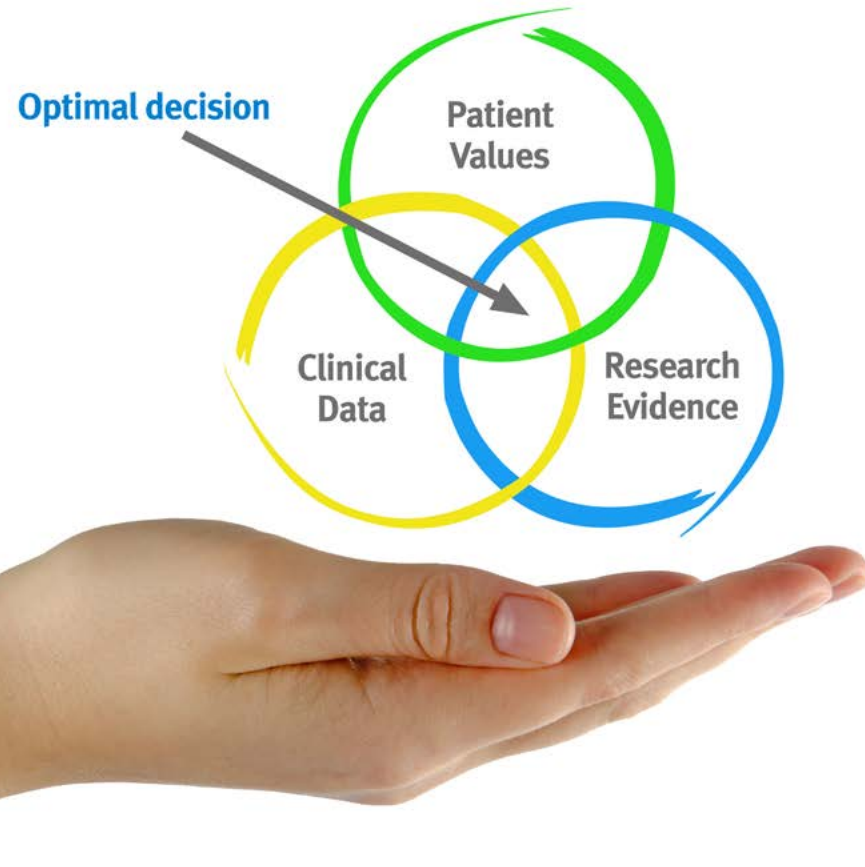 Optimal decision
Patient
Values
Clinical
Data
Research
Evidence